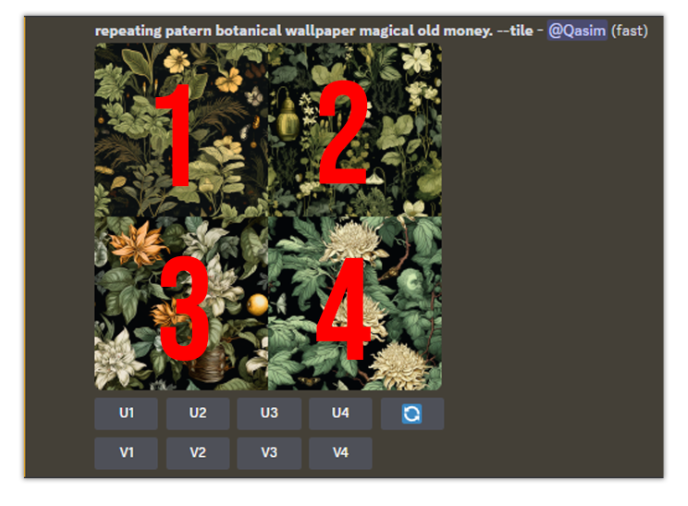 repeating patern botanical wallpaper magical old money. --tile - @Qasim (fast)
1 2
3 4
U1 U2 U3 U4
V1 V2 V3 V4